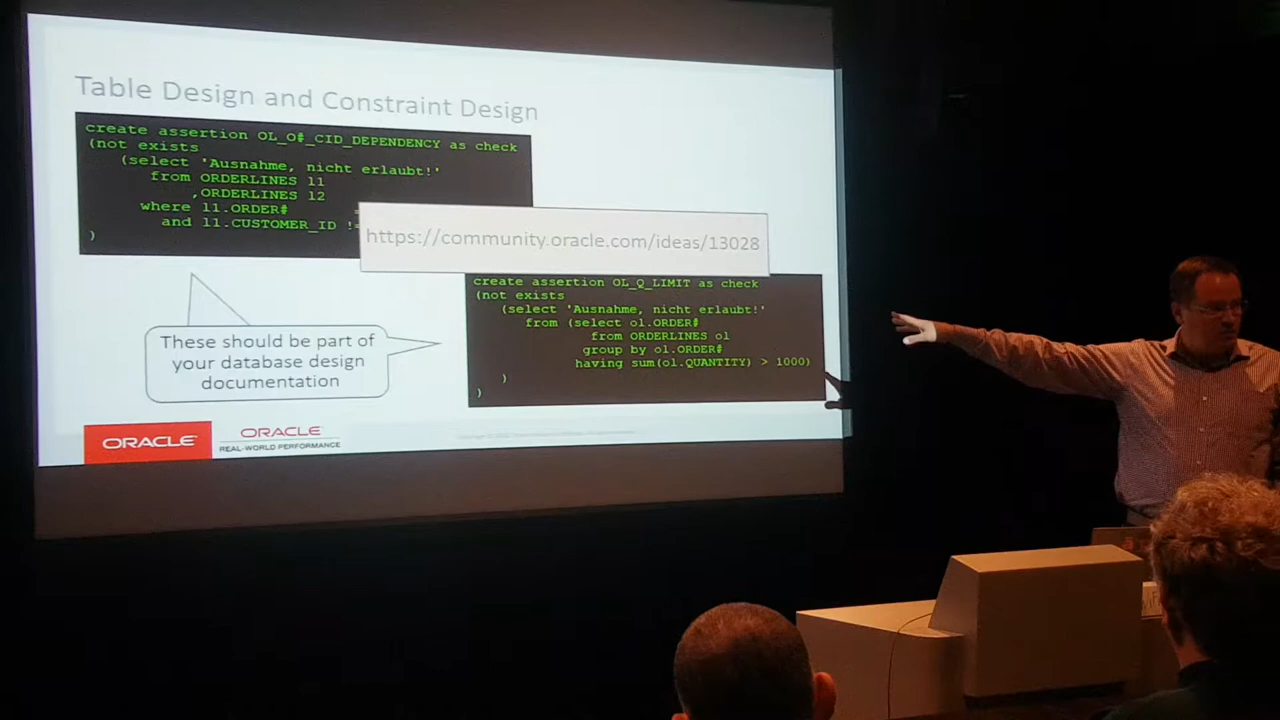 Table Design and Constraint Design
create assertion OL_O#_CID_DEPENDENCY as check
(not exists
(select 'Ausnahme, nicht erlaubt!'
from ORDERLINES l1
,ORDERLINES l2
where l1.ORDER# =
and l1.CUSTOMER_ID !=
)
https://community.oracle.com/ideas/13028
create assertion OL_Q_LIMIT as check
(not exists
(select 'Ausnahme, nicht erlaubt!'
from (select ol.ORDER#
from ORDERLINES ol
group by ol.ORDER#
having sum(ol.QUANTITY) > 1000)
)
)
These should be part of
your database design
documentation
ORACLE
ORACLE
REAL-WORLD PERFORMANCE